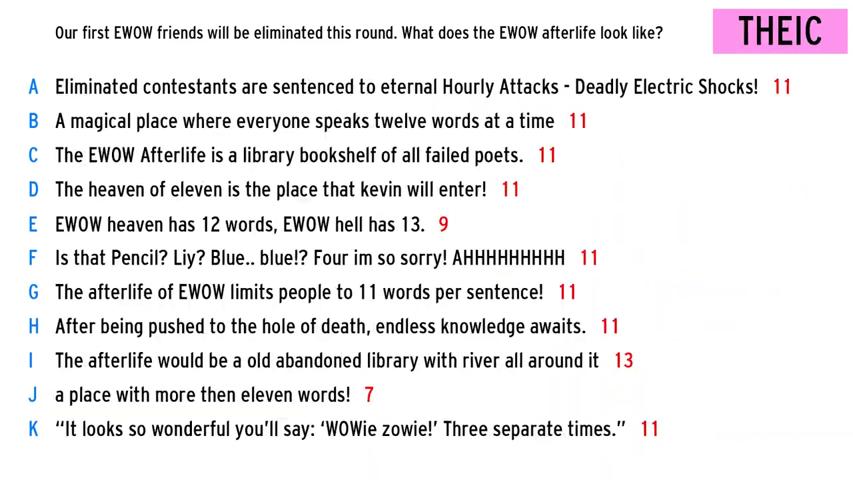 Our first EWOW friends will be eliminated this round. What does the EWOW afterlife look like?
THEIC
A Eliminated contestants are sentenced to eternal Hourly Attacks - Deadly Electric Shocks! 11
B A magical place where everyone speaks twelve words at a time 11
C The EWOW Afterlife is a library bookshelf of all failed poets. 11
D The heaven of eleven is the place that kevin will enter! 11
E EWOW heaven has 12 words, EWOW hell has 13. 9
F Is that Pencil? Liy? Blue.. blue!? Four im so sorry! AHHHHHHHHH 11
G The afterlife of EWOW limits people to 11 words per sentence! 11
H After being pushed to the hole of death, endless knowledge awaits. 11
I The afterlife would be a old abandoned library with river all around it 13
J a place with more then eleven words! 7
K “It looks so wonderful you’ll say: ‘WOWie zowie!’ Three separate times.” 11